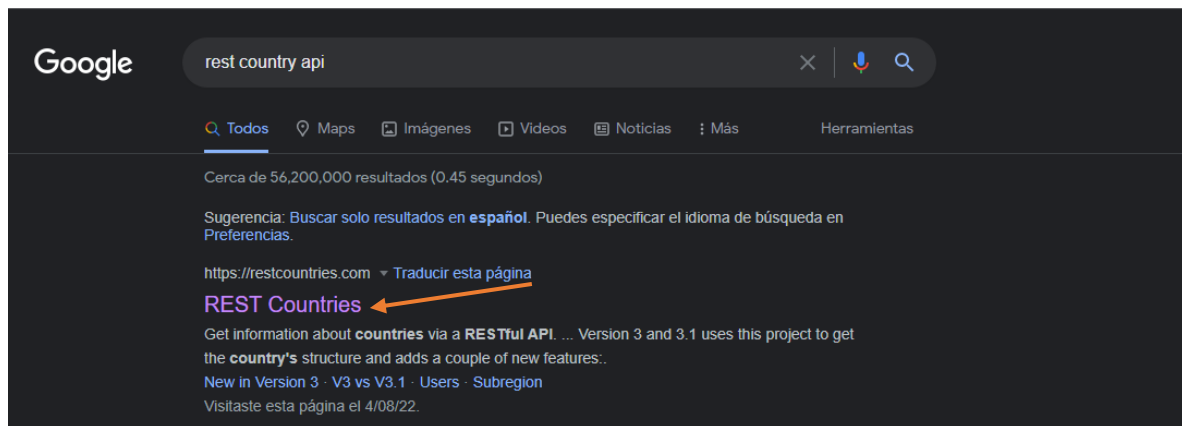 Google
rest country api
Todos Maps Imágenes Videos Noticias Más Herramientas
Cerca de 56,200,000 resultados (0.45 segundos)
Sugerencia: Buscar solo resultados en español. Puedes especificar el idioma de búsqueda en
Preferencias.
https://restcountries.com Traducir esta página
REST Countries
Get information about countries via a RESTful API. ... Version 3 and 3.1 uses this project to get
the country's structure and adds a couple of new features:.
New in Version 3 · V3 vs V3.1 · Users · Subregion
Visitaste esta página el 4/08/22.